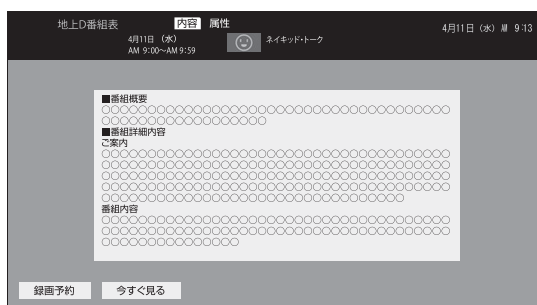 地上D番組表 内容 属性
4月11日 (水) AM 9:13
4月11日 (水)
AM 9:00～AM 9:59
ネイキッド・トーク
■番組概要
○○○○○○○○○○○○○○○○○○○○○○○○○○○○○○○○○○○○○○
○○○○○○○○○○○○○○○○○○
■番組詳細内容
ご案内
○○○○○○○○○○○○○○○○○○○○○○○○○○○○○○○○○○○○○○
○○○○○○○○○○○○○○○○○○○○○○○○○○○○○○○○○○○○○○
○○○○○○○○○○○○○○○○○○○○○○○○○○○○○○○○○○○○○○
○○○○○○○○○○○○○○○○○○○○○○○○○○○○○○○○○○○○○○
○○○○○○○○○○○○○○○○○○○○○○○○○○○○○○○○○
番組内容
○○○○○○○○○○○○○○○○○○○○○○○○○○○○○○○○○○○○○○
○○○○○○○○○○○○○○○○○○○○○○○○○○○○○○○○○○○○○○
○○○○○○○○○○○○○○○
録画予約 今すぐ見る